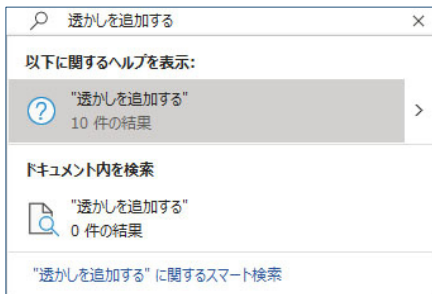 透かしを追加する
以下に関するヘルプを表示:
"透かしを追加する"
10 件の結果
ドキュメント内を検索
"透かしを追加する"
0 件の結果
"透かしを追加する" に関するスマート検索